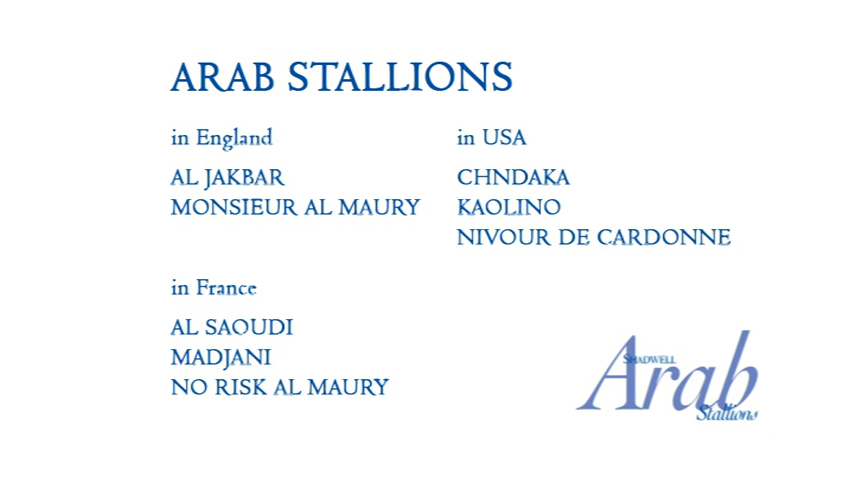 ARAB STALLIONS
in England
AL JAKBAR
MONSIEUR AL MAURY
in USA
CHNDAKA
KAOLINO
NIVOUR DE CARDONNE
in France
AL SAOUDI
MADJANI
NO RISK AL MAURY
SHADWELL
Arab
Stallions